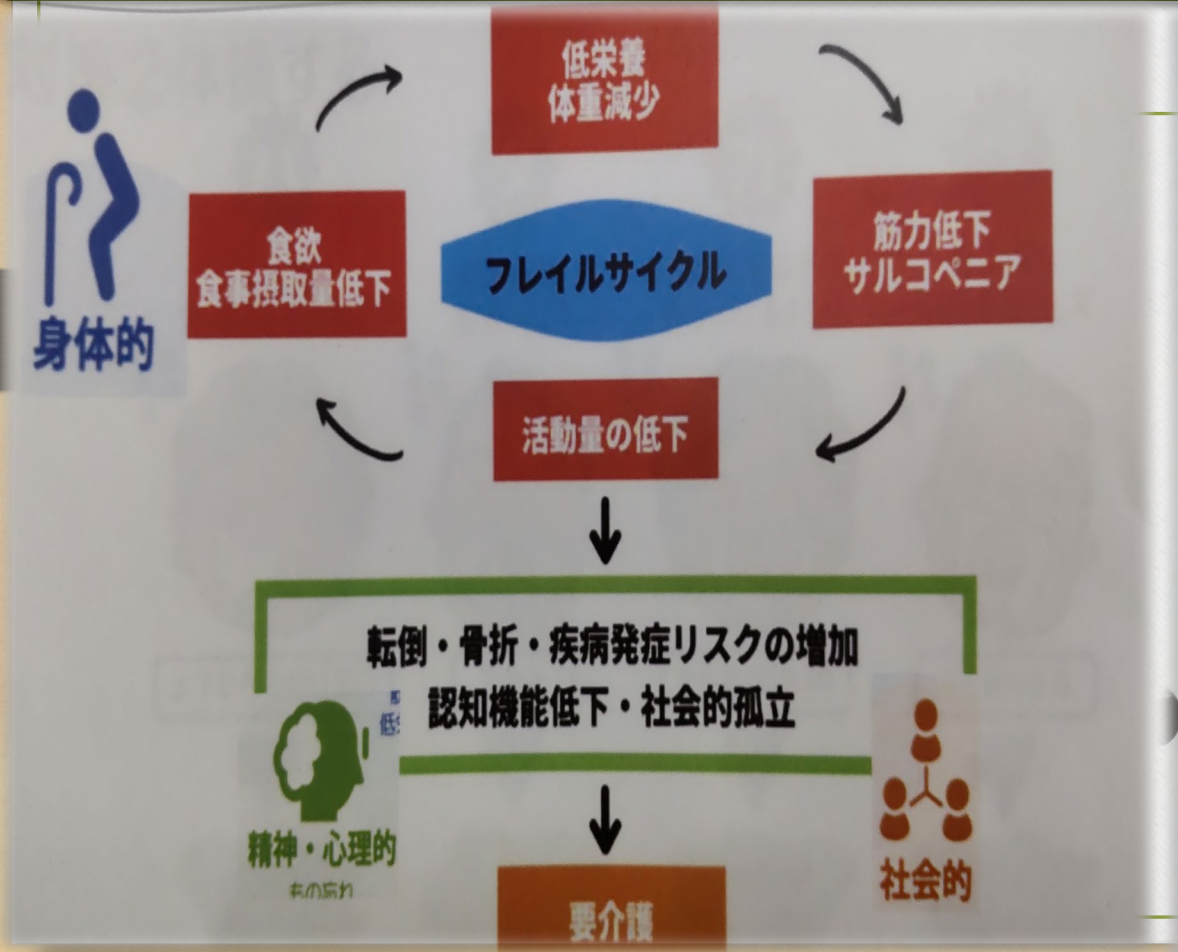 低栄養
体重減少
食欲
食事摂取量低下
フレイルサイクル
筋力低下
サルコペニア
身体的
活動量の低下
転倒・骨折・疾病発症リスクの増加
認知機能低下・社会的孤立
精神・心理的
もの忘れ
社会的
要介護